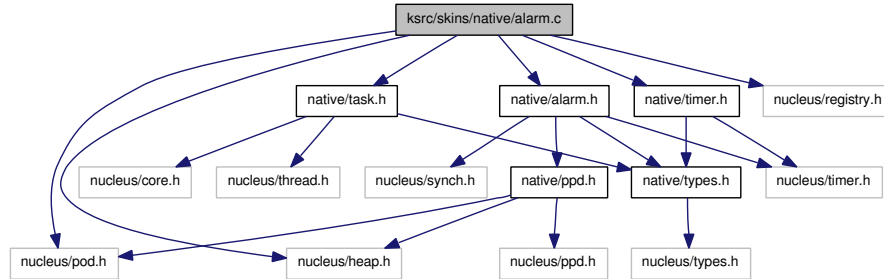 ksrc/skins/native/alarm.c
native/task.h
native/alarm.h
native/timer.h
nucleus/registry.h
nucleus/core.h
nucleus/thread.h
nucleus/synch.h
native/ppd.h
native/types.h
nucleus/timer.h
nucleus/pod.h
nucleus/heap.h
nucleus/ppd.h
nucleus/types.h